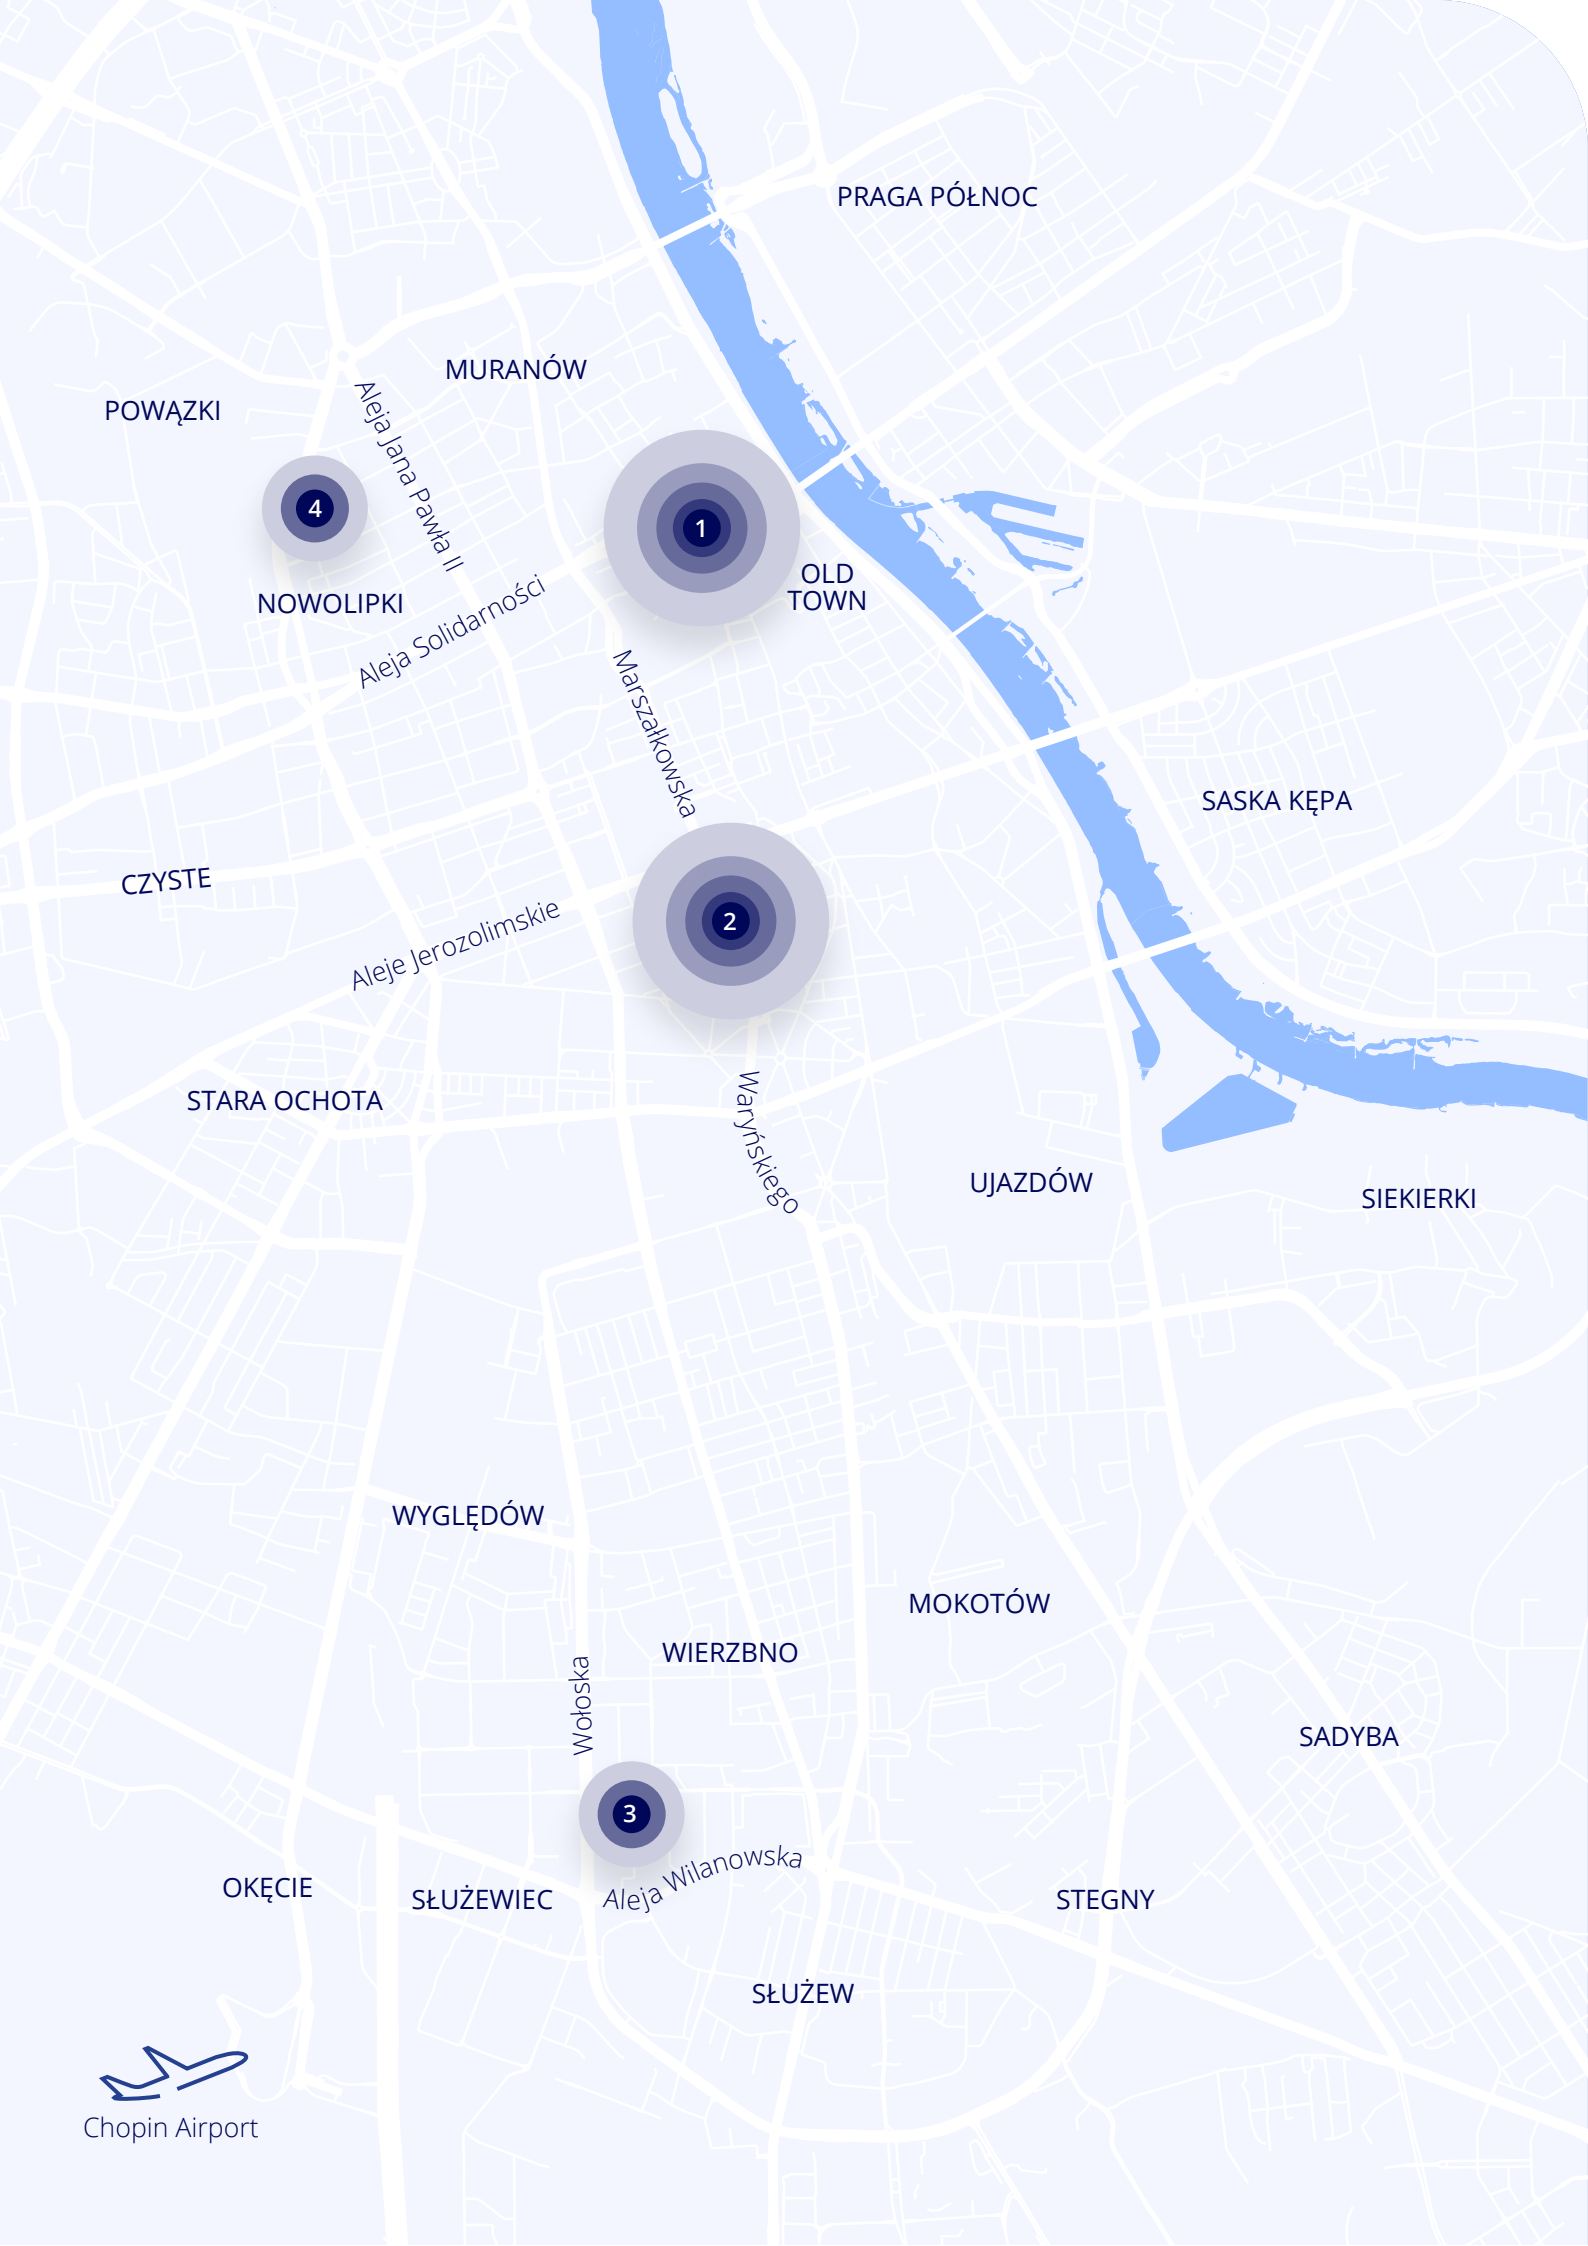 PRAGA PÓŁNOC
MURANÓW
POWĄZKI
Aleja Jana Pawła II
4
1
OLD
TOWN
NOWOLIPKI
Aleja Solidarności
Marszałkowska
SASKA KĘPA
CZYSTE
Aleje Jerozolimskie
2
STARA OCHOTA
Waryńskiego
UJAZDÓW
SIEKIERKI
WYGLĘDÓW
MOKOTÓW
WIERZBNO
Wołoska
SADYBA
3
Aleja Wilanowska
OKĘCIE
SŁUŻEWIEC
STEGNY
SŁUŻEW
Chopin Airport